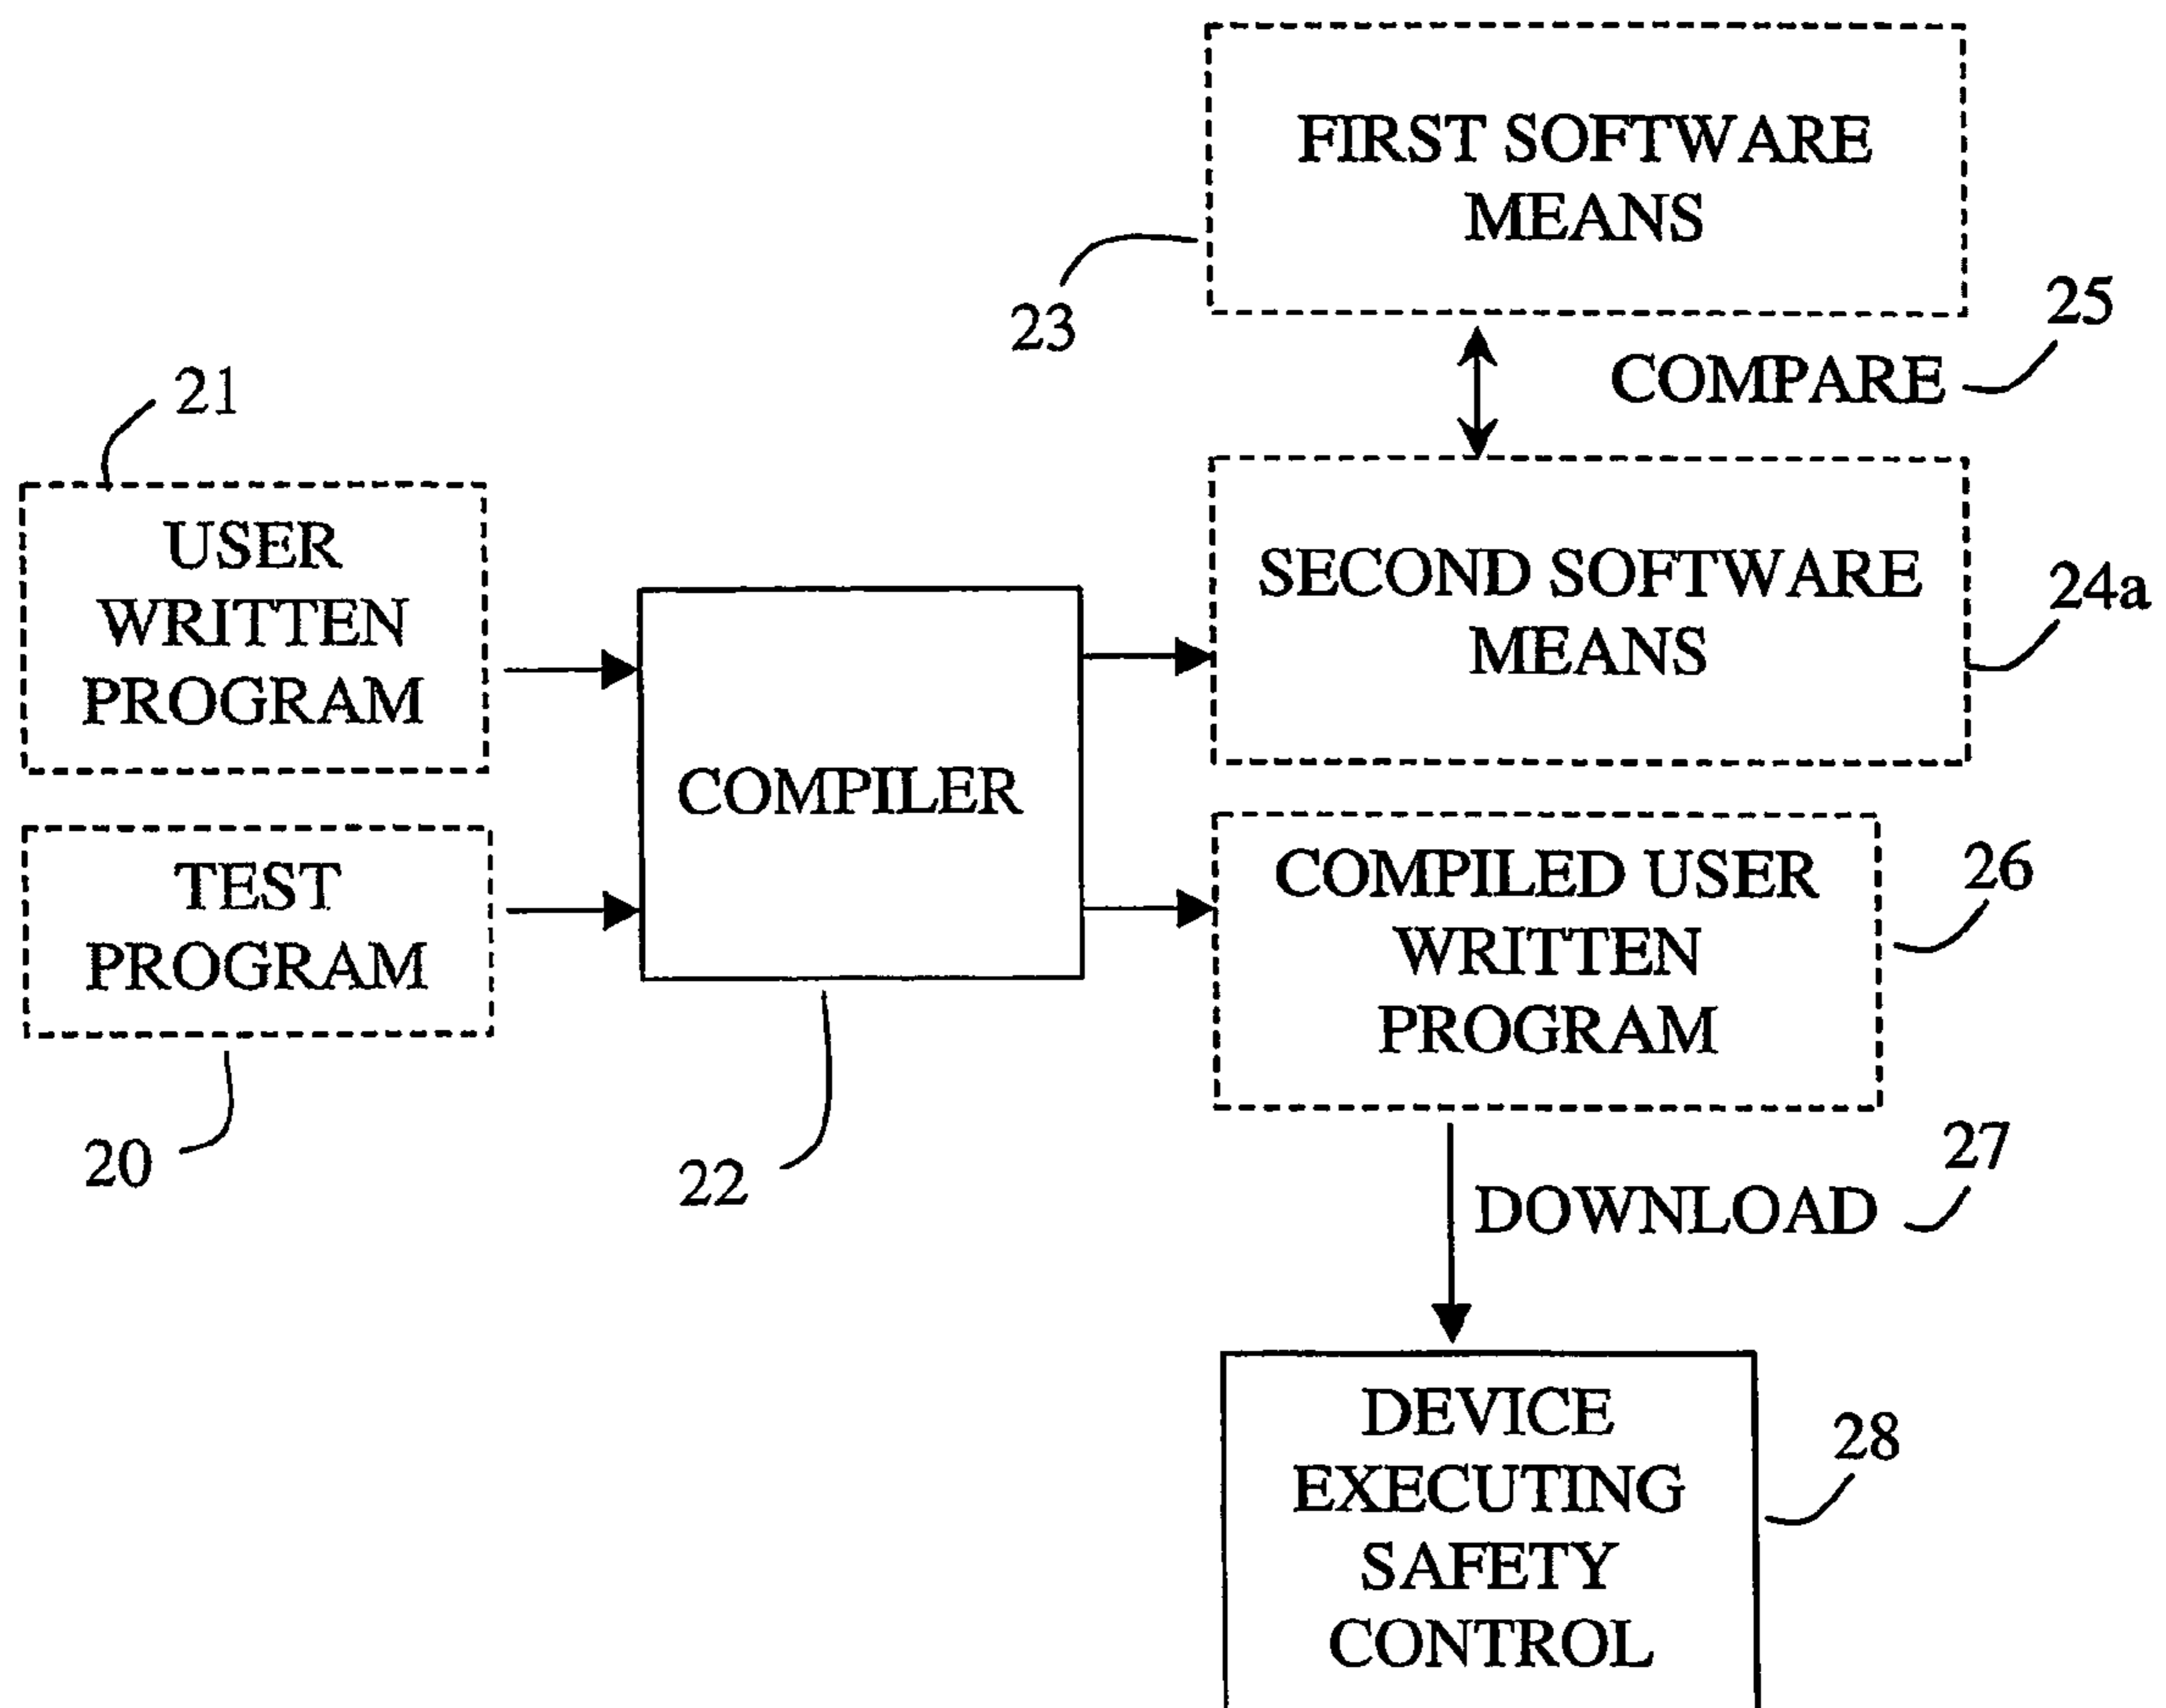 FIRST SOFTWARE
MEANS
23
COMPARE
25
21
USER
WRITTEN
PROGRAM
TEST
PROGRAM
20
COMPILER
22
SECOND SOFTWARE
MEANS
24a
COMPILED USER
WRITTEN
PROGRAM
26
DOWNLOAD
27
DEVICE
EXECUTING
SAFETY
CONTROL
28